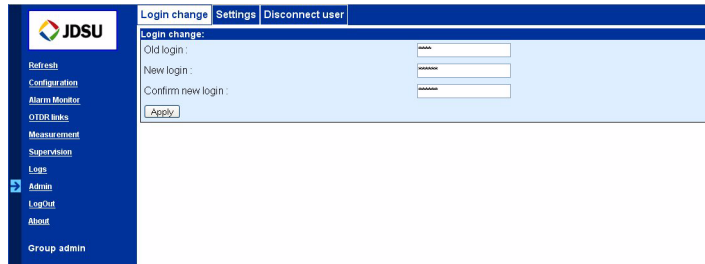 JDSU
Refresh
Configuration
Alarm Monitor
OTDR links
Measurement
Supervision
Logs
Admin
LogOut
About
Group admin
Login change Settings Disconnect user
Login change:
Old login : ****
New login : ******
Confirm new login : ******
Apply